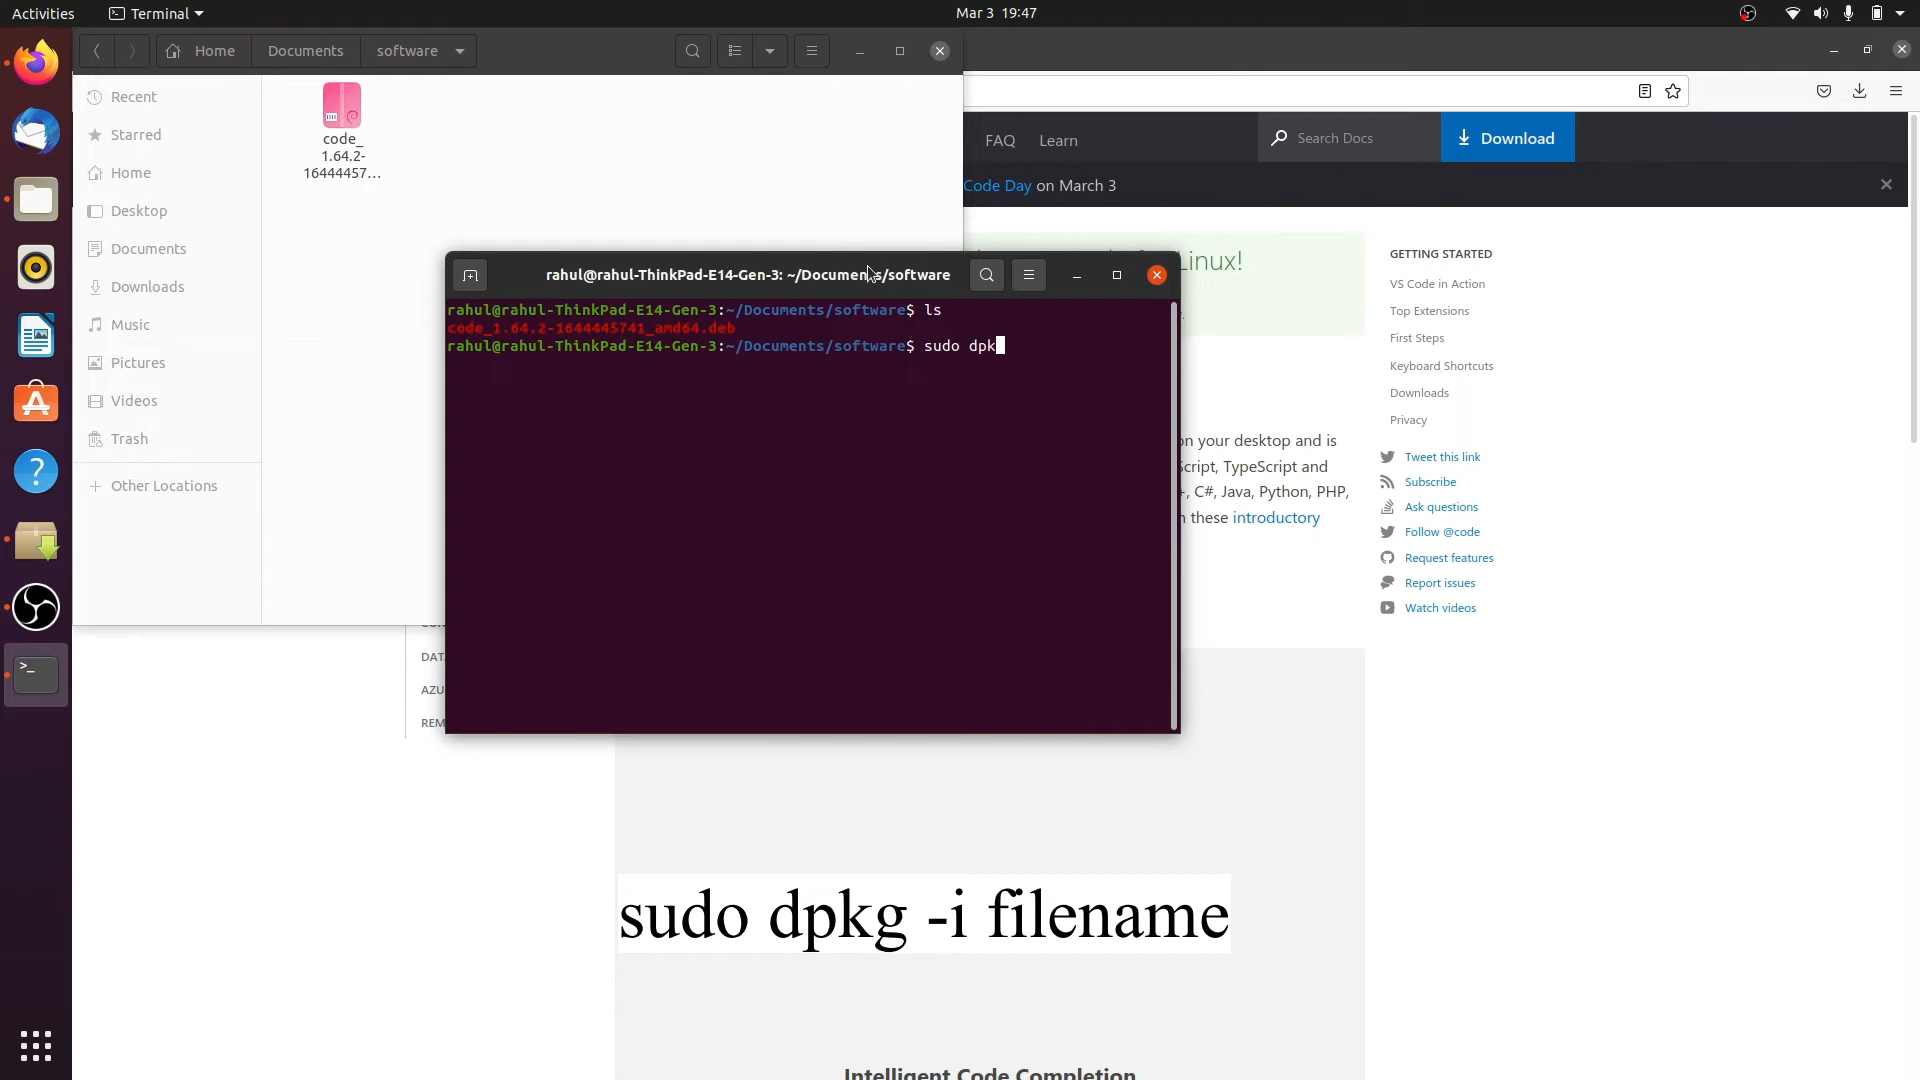 Activities
Terminal
Mar 3 19:47
Home
Documents
software
Recent
Starred
Home
Desktop
Documents
Downloads
Music
Pictures
Videos
Trash
Other Locations
code_
1.64.2-
16444457...
FAQ
Learn
Search Docs
Download
Code Day on March 3
Linux!
rahul@rahul-ThinkPad-E14-Gen-3: ~/Documents/software
rahul@rahul-ThinkPad-E14-Gen-3:~/Documents/software$ ls
code_1.64.2-1644445741_amd64.deb
rahul@rahul-ThinkPad-E14-Gen-3:~/Documents/software$ sudo dpk
on your desktop and is
Script, TypeScript and
+, C#, Java, Python, PHP,
these introductory
DAT
AZU
REM
GETTING STARTED
VS Code in Action
Top Extensions
First Steps
Keyboard Shortcuts
Downloads
Privacy
Tweet this link
Subscribe
Ask questions
Follow @code
Request features
Report issues
Watch videos
sudo dpkg -i filename
Intelligent Code Completion